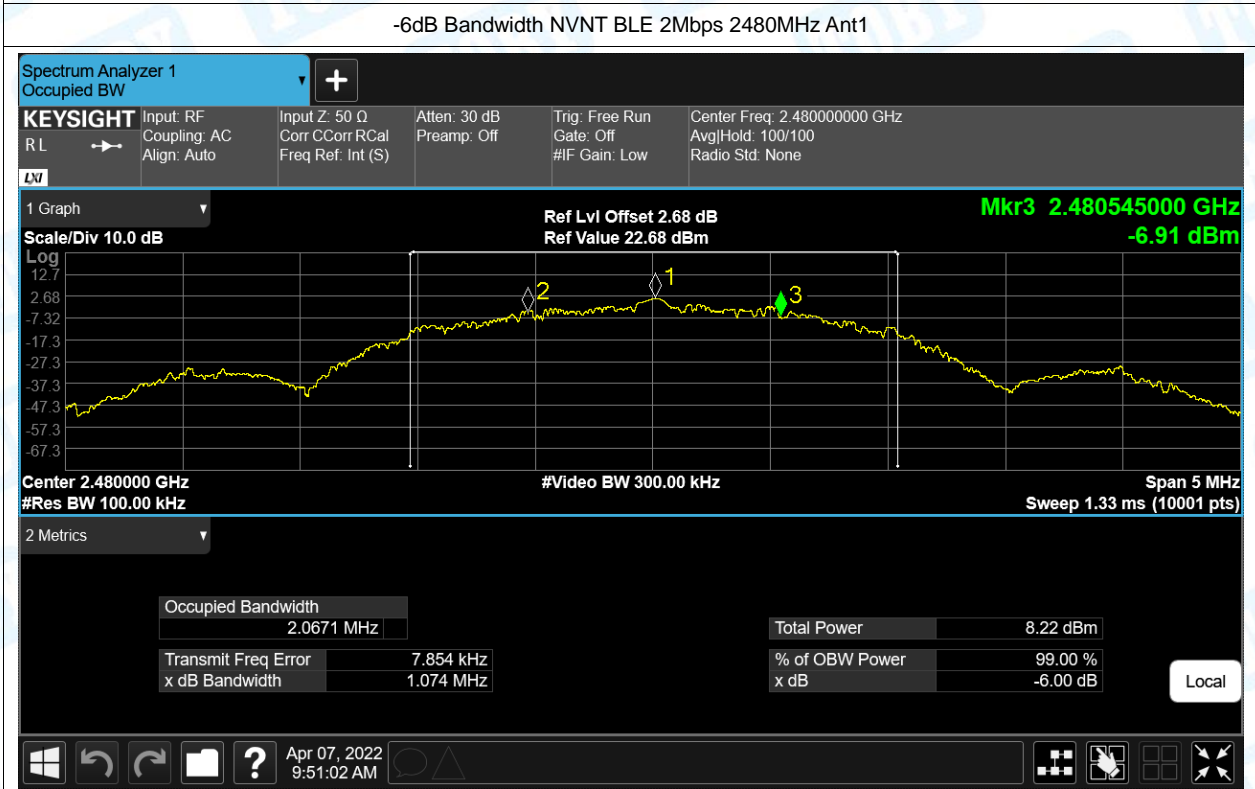 -6dB Bandwidth NVNT BLE 2Mbps 2480MHz Ant1
Spectrum Analyzer 1
Occupied BW
+
KEYSIGHT Input: RF Input Z: 50 Ω Atten: 30 dB Trig: Free Run Center Freq: 2.480000000 GHz
RL Coupling: AC Corr CCorr RCal Preamp: Off Gate: Off Avg|Hold: 100/100
Align: Auto Freq Ref: Int (S) #IF Gain: Low Radio Std: None
LXI
1 Graph Ref Lvl Offset 2.68 dB Mkr3 2.480545000 GHz
Scale/Div 10.0 dB Ref Value 22.68 dBm -6.91 dBm
Log
12.7
2.68
-7.32
-17.3
-27.3
-37.3
-47.3
-57.3
-67.3
2 1 3
Center 2.480000 GHz #Video BW 300.00 kHz Span 5 MHz
#Res BW 100.00 kHz Sweep 1.33 ms (10001 pts)
2 Metrics
Occupied Bandwidth
2.0671 MHz Total Power 8.22 dBm
Transmit Freq Error 7.854 kHz % of OBW Power 99.00 %
x dB Bandwidth 1.074 MHz x dB -6.00 dB
Local
? Apr 07, 2022
9:51:02 AM